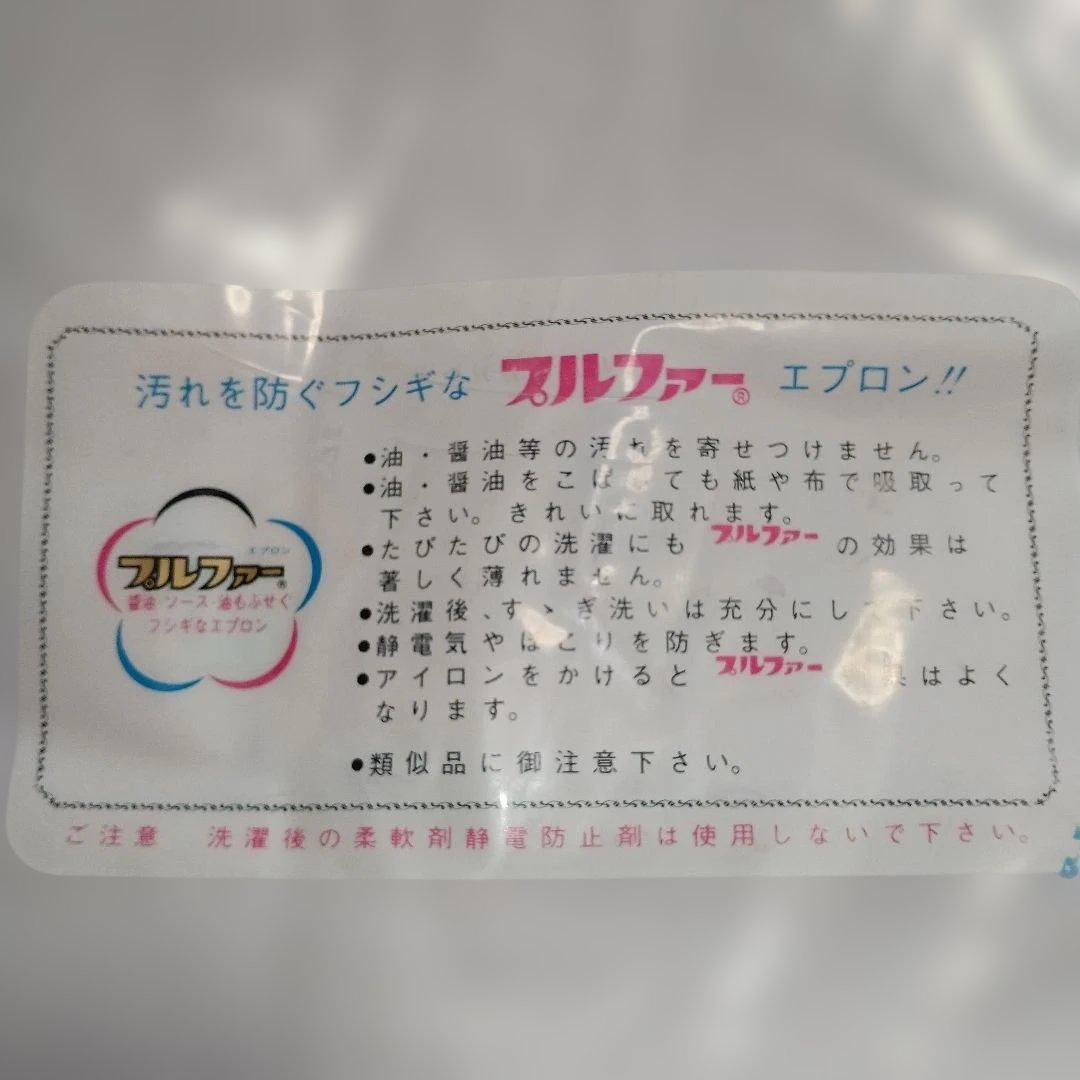 汚れを防ぐフシギな プルファー® エプロン!!
●油・醤油等の汚れを寄せつけません。
●油・醤油をこぼしても紙や布で吸取って
下さい。きれいに取れます。
●たびたびの洗濯にも プルファー の効果は
著しく薄れません。
●洗濯後、すゝぎ洗いは充分にして下さい。
●静電気やほこりを防ぎます。
●アイロンをかけると プルファー 果はよく
なります。
●類似品に御注意下さい。
エプロン
プルファー®
醤油・ソース・油もふせぐ
フシギなエプロン
ご注意 洗濯後の柔軟剤静電防止剤は使用しないで下さい。